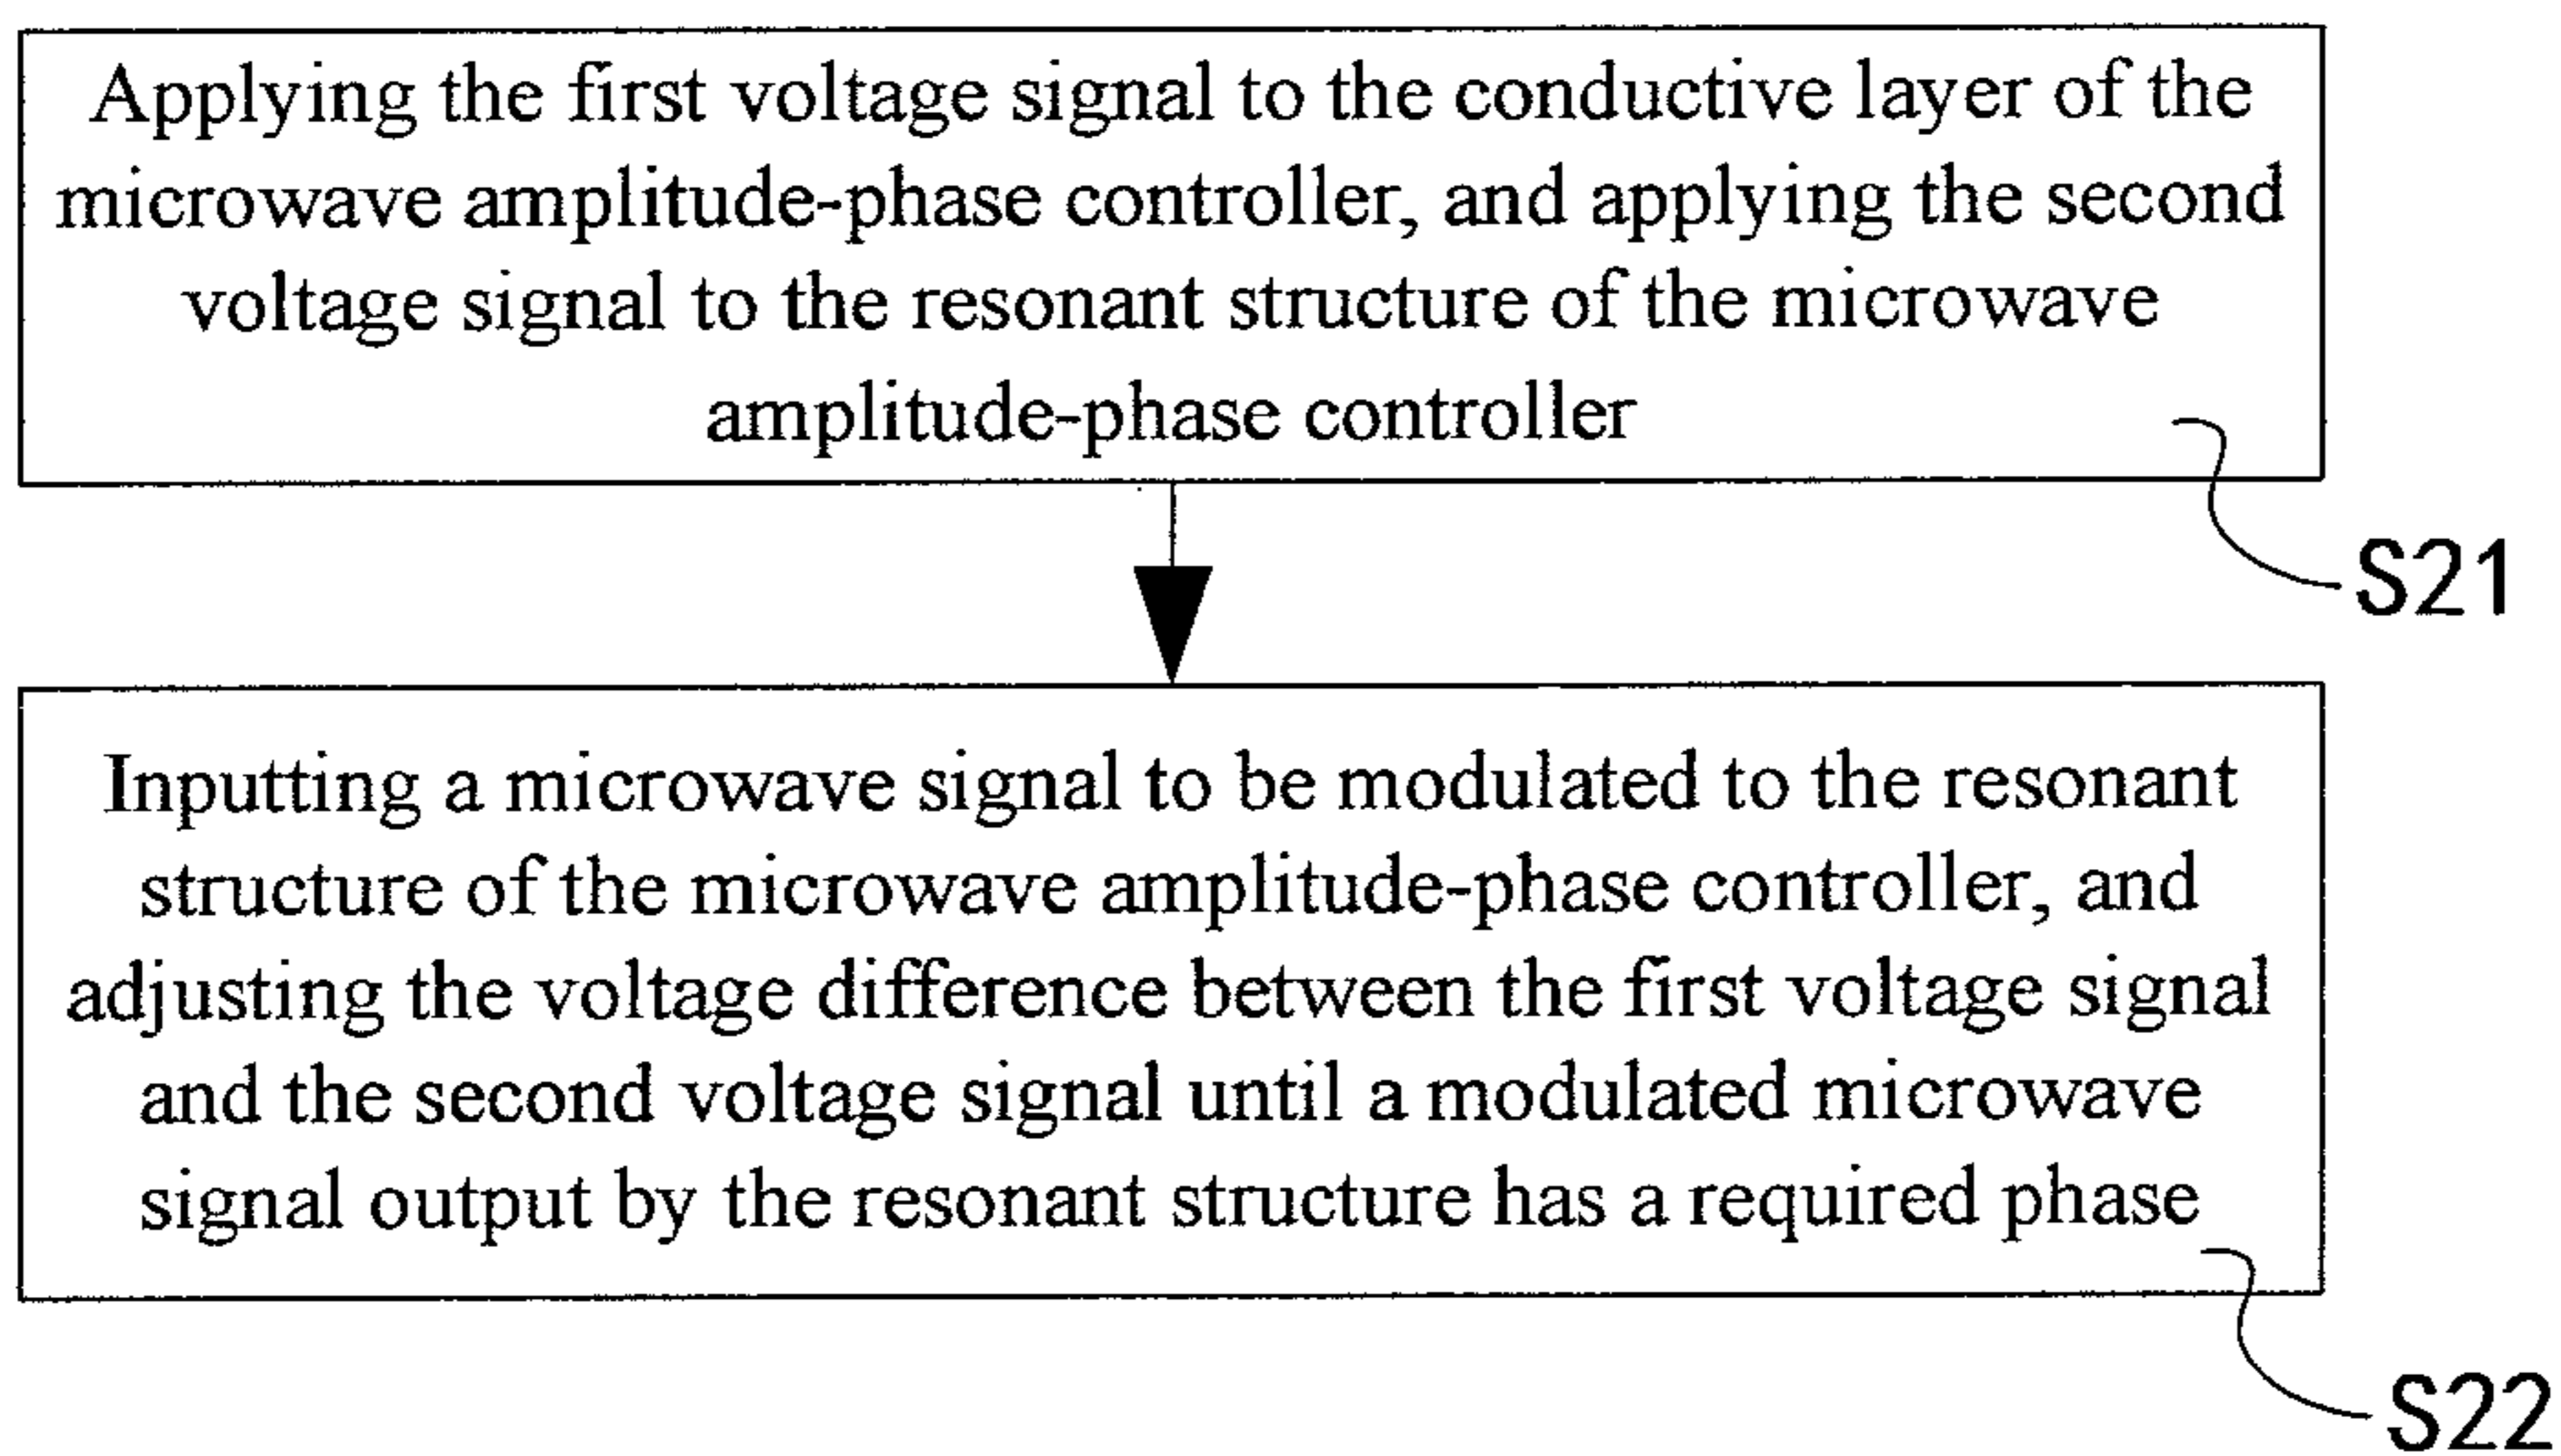 Applying the first voltage signal to the conductive layer of the
microwave amplitude-phase controller, and applying the second
voltage signal to the resonant structure of the microwave
amplitude-phase controller
S21
Inputting a microwave signal to be modulated to the resonant
structure of the microwave amplitude-phase controller, and
adjusting the voltage difference between the first voltage signal
and the second voltage signal until a modulated microwave
signal output by the resonant structure has a required phase
S22